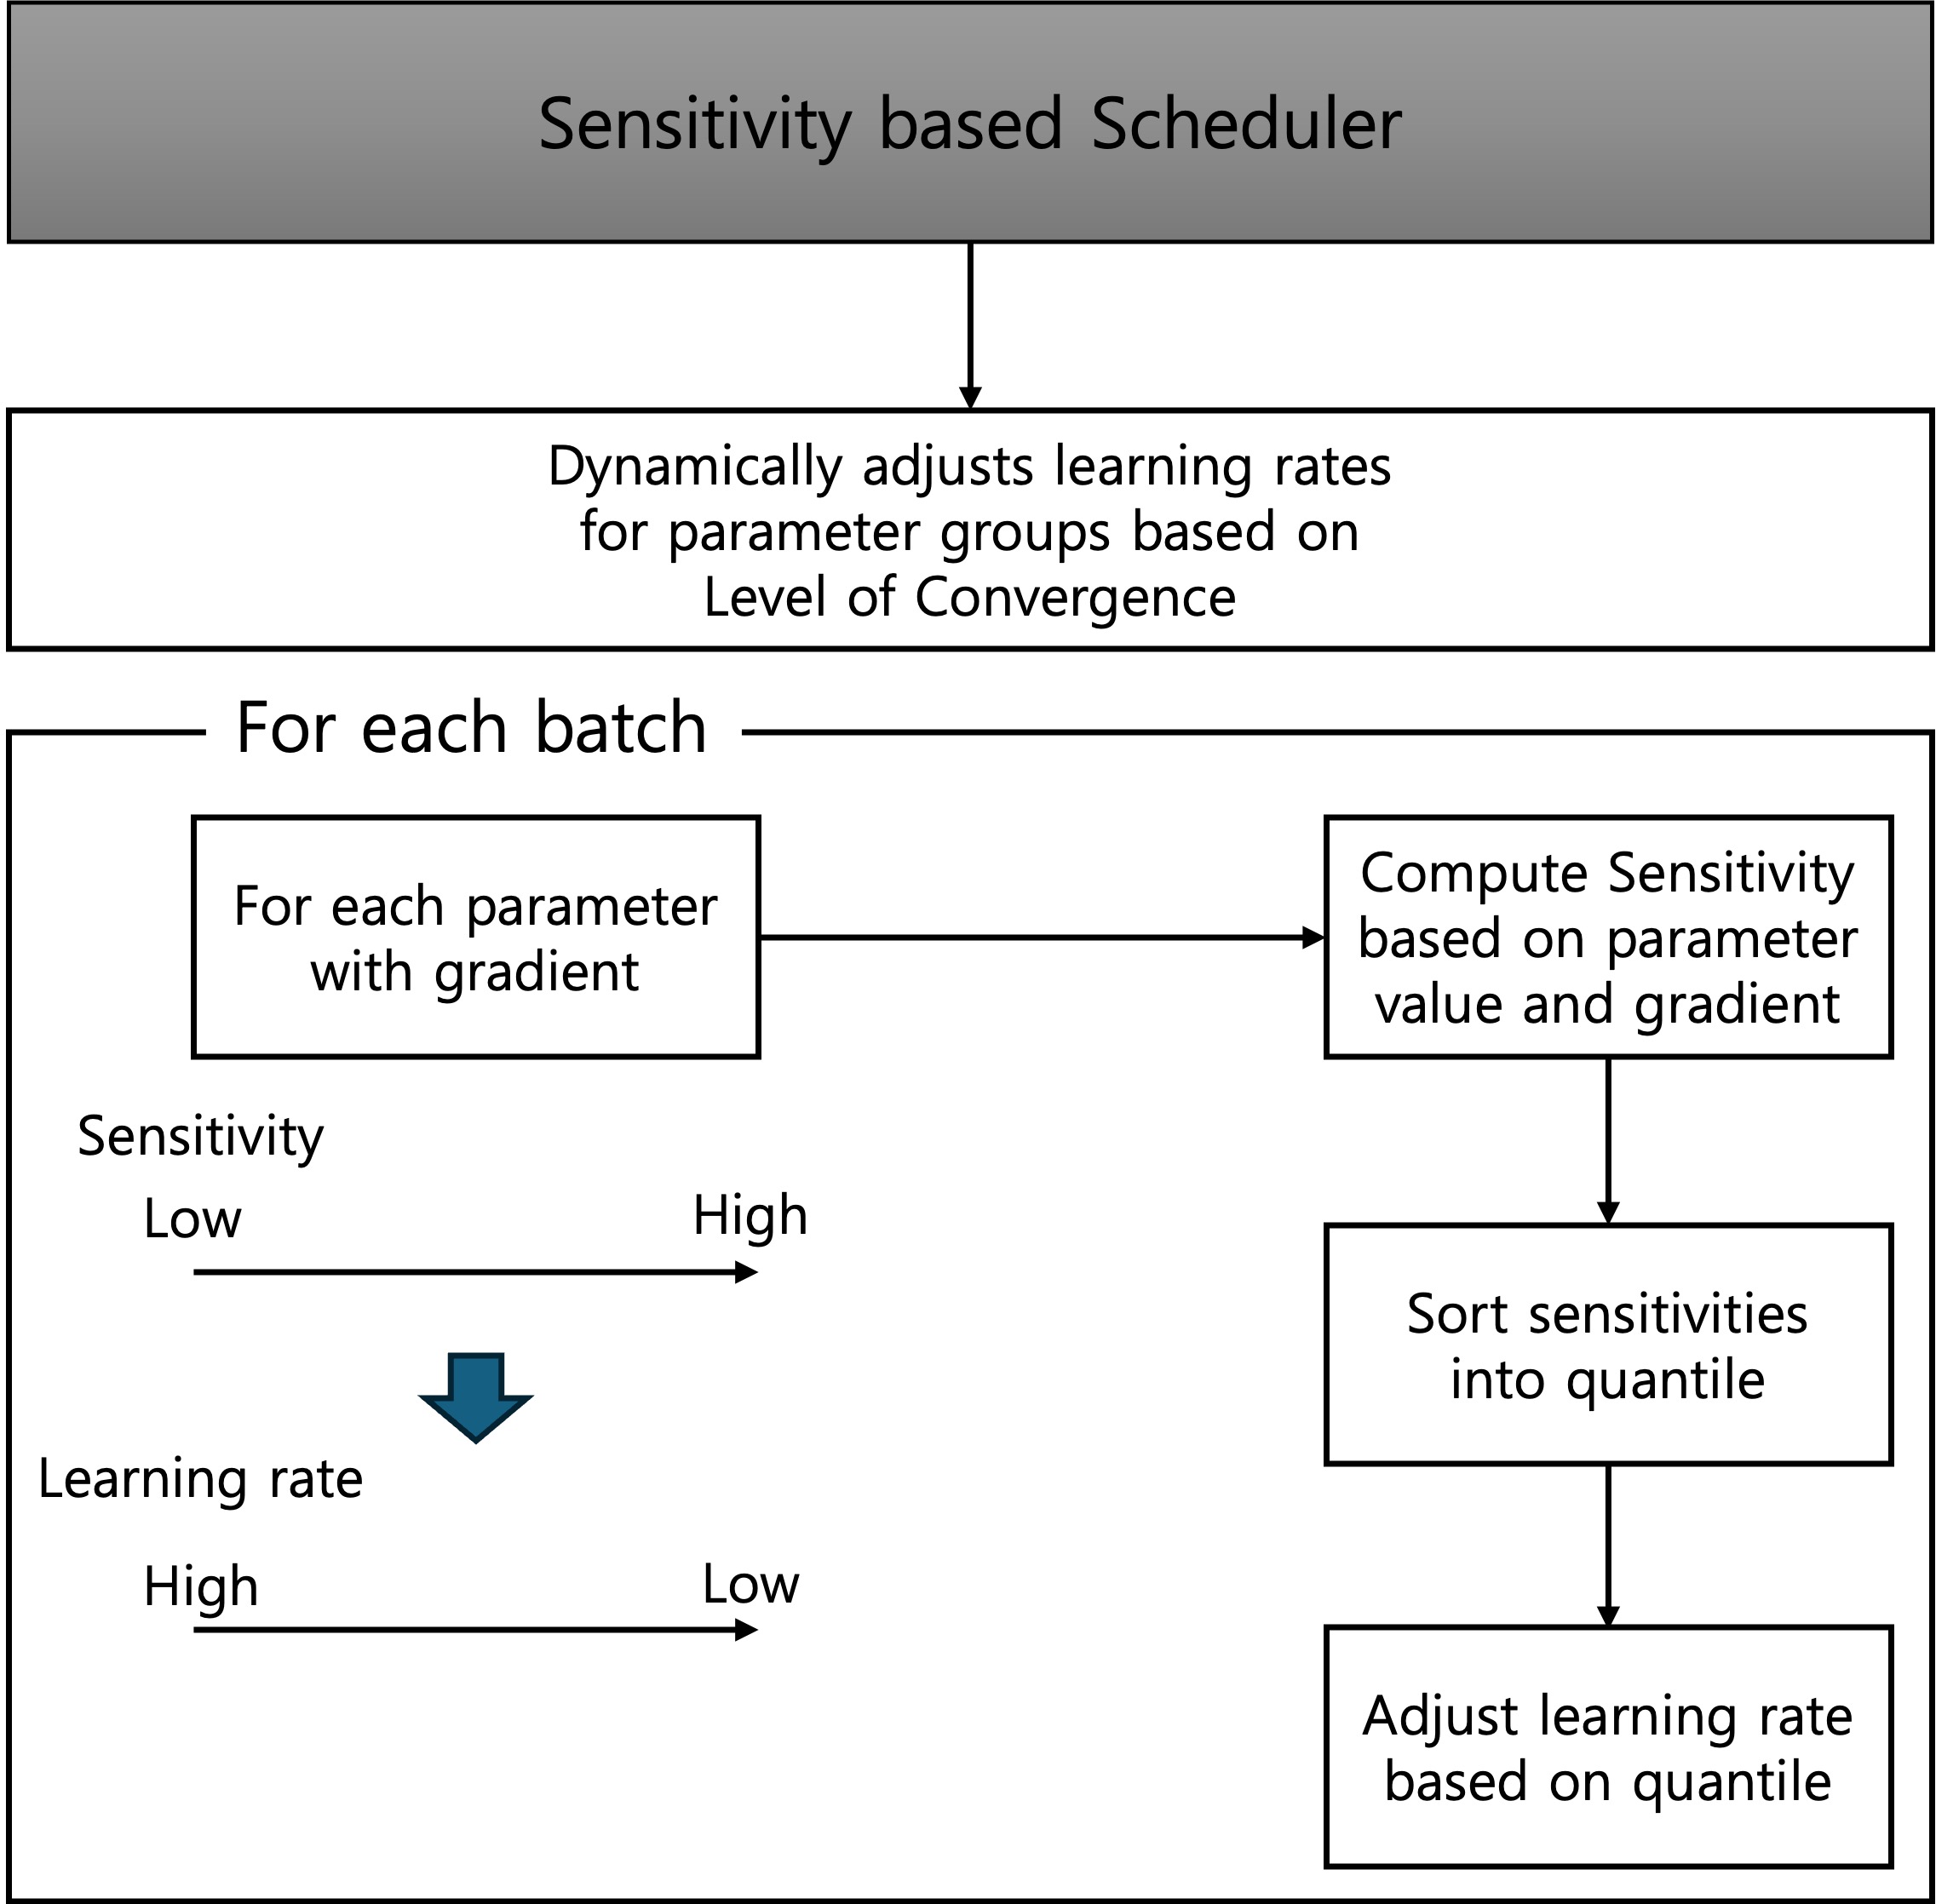 Sensitivity based Scheduler
Dynamically adjusts learning rates
for parameter groups based on
Level of Convergence
For each batch
For each parameter
with gradient
Compute Sensitivity
based on parameter
value and gradient
Sensitivity
Low
High
Sort sensitivities
into quantile
Learning rate
High
Low
Adjust learning rate
based on quantile